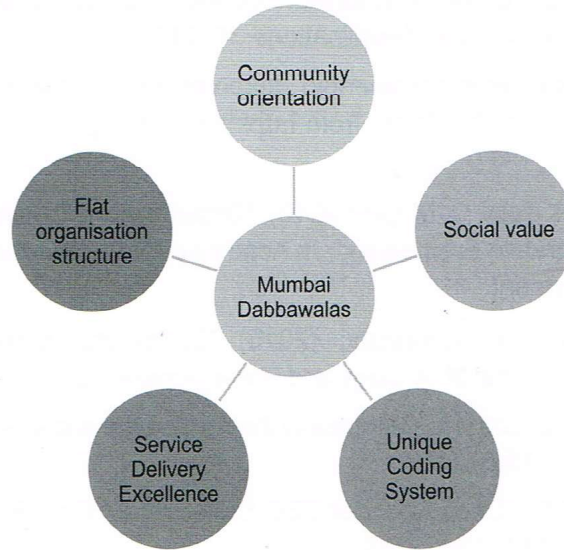 Community
orientation
Flat
organisation
structure
Social value
Mumbai
Dabbawalas
Service
Delivery
Excellence
Unique
Coding
System